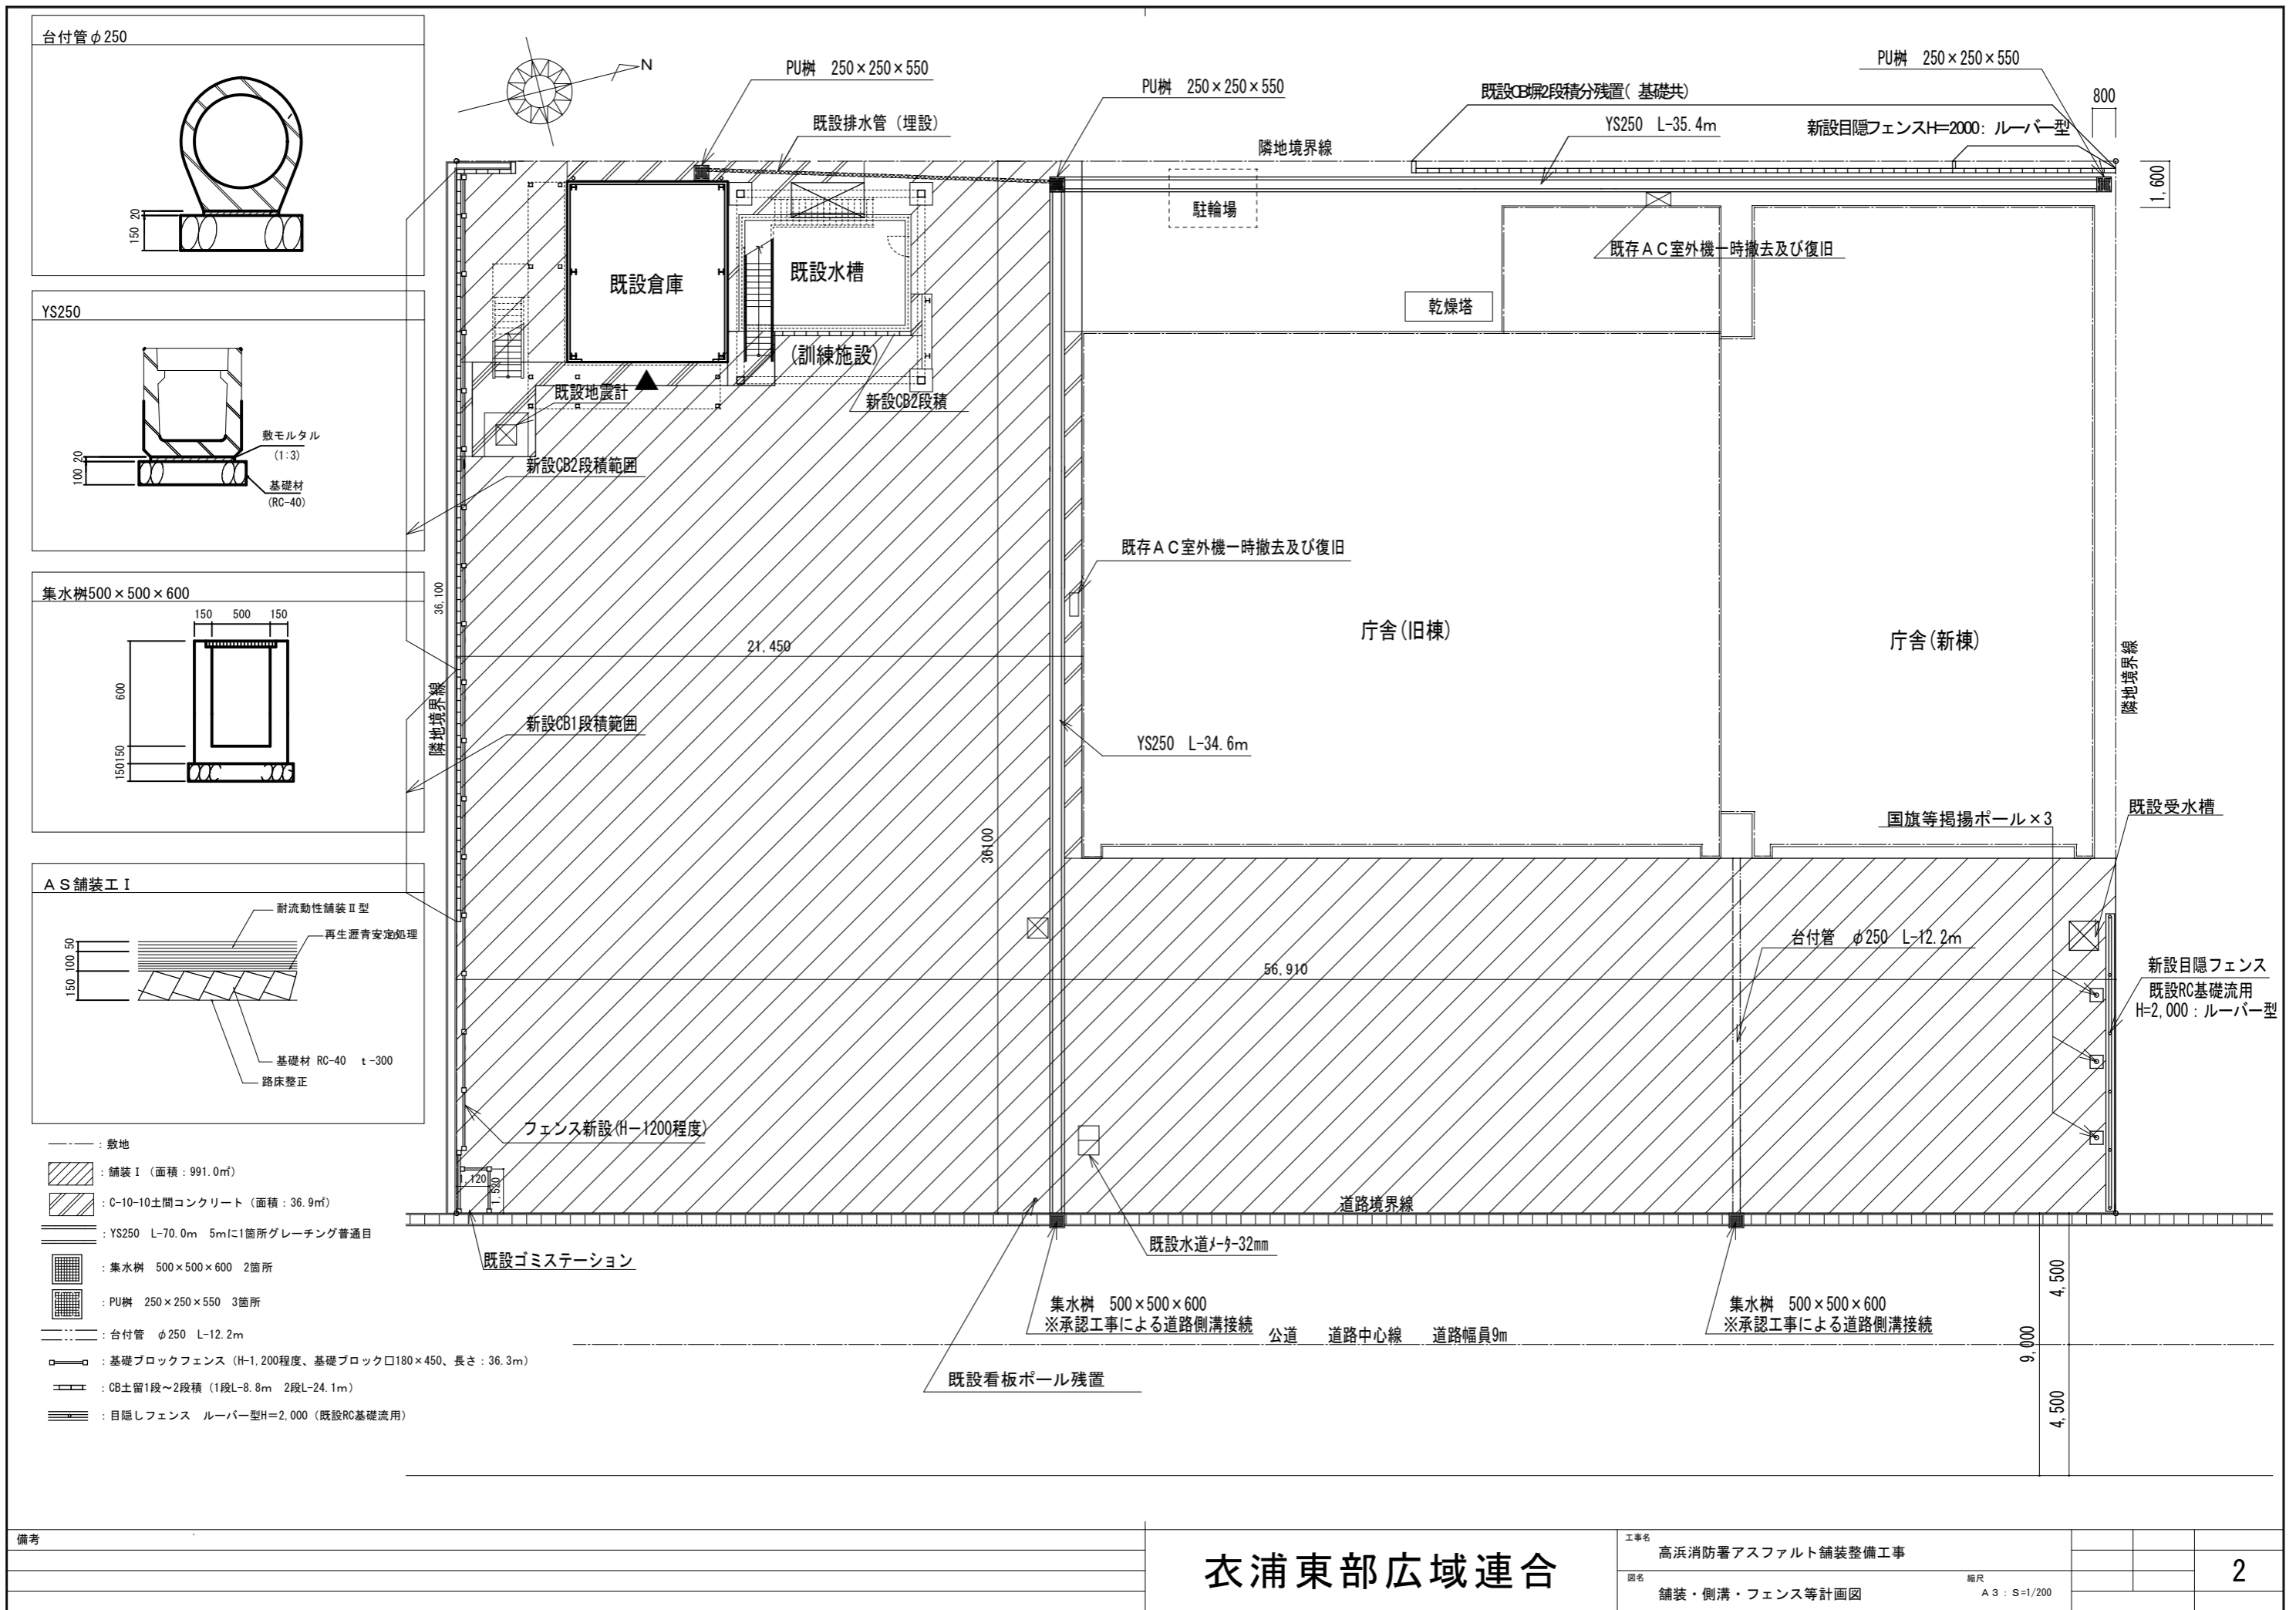 台付管φ250
20
150
YS250
敷モルタル
(1:3)
基礎材
(RC-40)
20
100
集水桝500×500×600
150 500 150
600
150
150
ＡＳ舗装工Ⅰ
耐流動性舗装Ⅱ型
再生瀝青安定処理
50
100
150
基礎材 RC-40 ｔ-300
路床整正
：敷地
：舗装Ⅰ（面積：991.0㎡）
：C-10-10土間コンクリート（面積：36.9㎡）
：YS250 L-70.0m 5mに1箇所グレーチング普通目
：集水桝 500×500×600 2箇所
：PU桝 250×250×550 3箇所
：台付管 φ250 L-12.2m
：基礎ブロックフェンス（H-1,200程度、基礎ブロック□180×450、長さ：36.3m）
：CB土留1段～2段積（1段L-8.8m 2段L-24.1m）
：目隠しフェンス ルーバー型H＝2,000（既設RC基礎流用）
N
PU桝 250×250×550
既設排水管（埋設）
PU桝 250×250×550
隣地境界線
既設CB塀2段積分残置( 基礎共)
YS250 L-35.4m
PU桝 250×250×550
新設目隠フェンスH=2000: ルーバー型
800
1,600
駐輪場
既存ＡＣ室外機一時撤去及び復旧
乾燥塔
既設倉庫
既設水槽
(訓練施設)
既設地震計
新設CB2段積
新設CB2段積範囲
既存ＡＣ室外機一時撤去及び復旧
36,100
隣地境界線
21,450
庁舎(旧棟)
庁舎(新棟)
隣地境界線
新設CB1段積範囲
YS250 L-34.6m
36100
国旗等掲揚ポール×3
既設受水槽
台付管 φ250 L-12.2m
56,910
新設目隠フェンス
既設RC基礎流用
H=2,000：ルーバー型
フェンス新設(H－1200程度)
1,120
1,520
道路境界線
既設ゴミステーション
既設水道ﾒｰﾀｰ32mm
集水桝 500×500×600
※承認工事による道路側溝接続
集水桝 500×500×600
※承認工事による道路側溝接続
公道 道路中心線 道路幅員9m
既設看板ポール残置
4,500
9,000
4,500
備考
衣浦東部広域連合
工事名
高浜消防署アスファルト舗装整備工事
図名
舗装・側溝・フェンス等計画図
縮尺
Ａ３：Ｓ=1/200
2